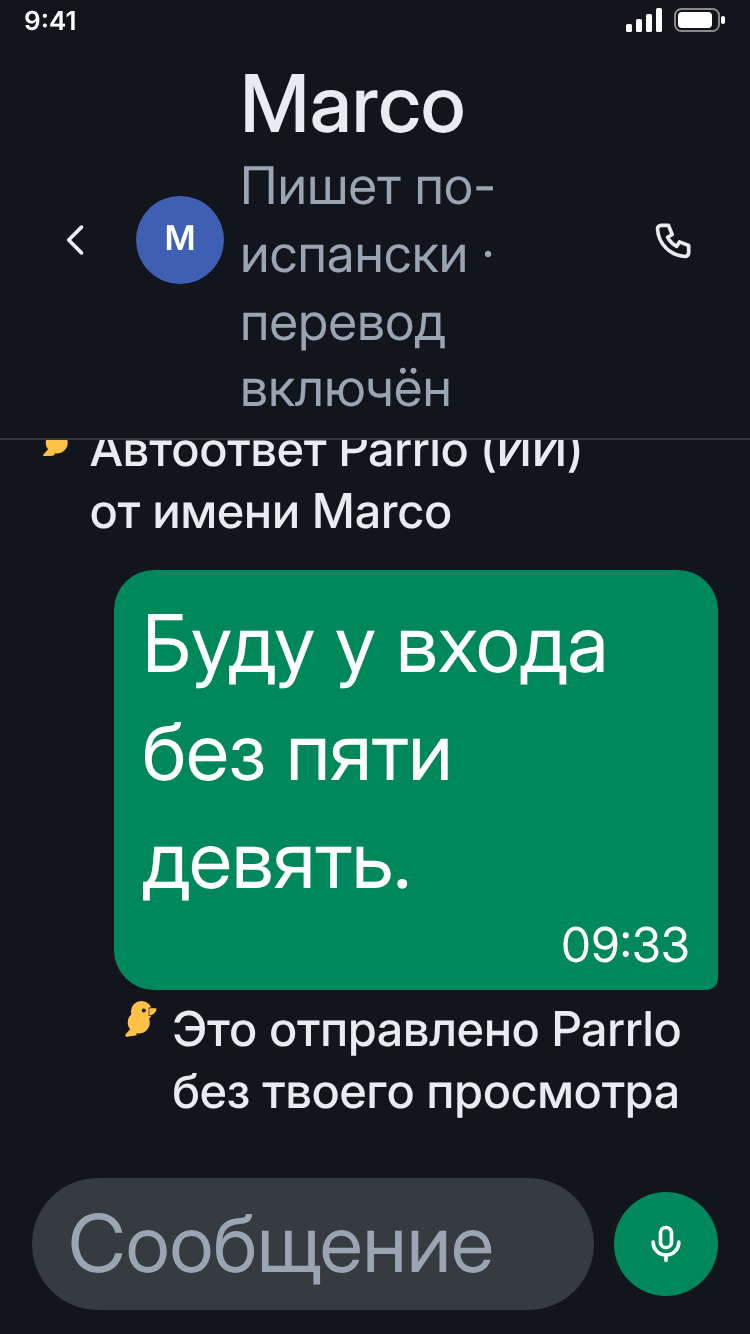 9:41
Marco
Пишет по-
испански ·
перевод
включён
M
Автоответ Parrlo (ИИ)
от имени Marco
Буду у входа
без пяти
девять.
09:33
Это отправлено Parrlo
без твоего просмотра
Сообщение